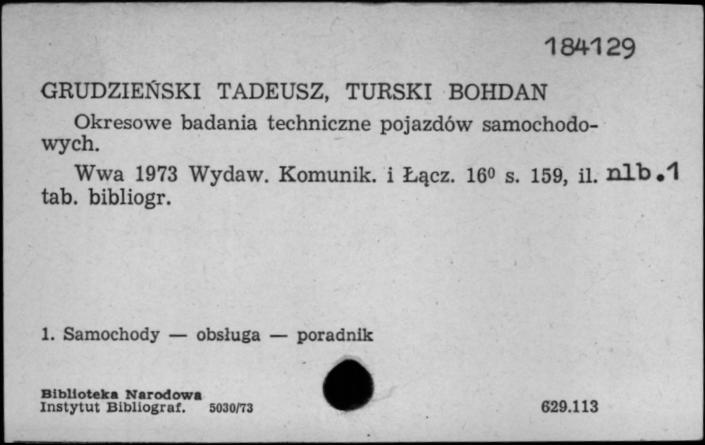 184129
GRUDZIEŃSKI TADEUSZ, TURSKI BOHDAN
Okresowe badania techniczne pojazdów samochodo-
wych.
Wwa 1973 Wydaw. Komunik. i Łącz. 16⁰ s. 159, il. nlb.1
tab. bibliogr.
1. Samochody — obsługa — poradnik
Biblioteka Narodowa
Instytut Bibliograf. 5030/73 629.113